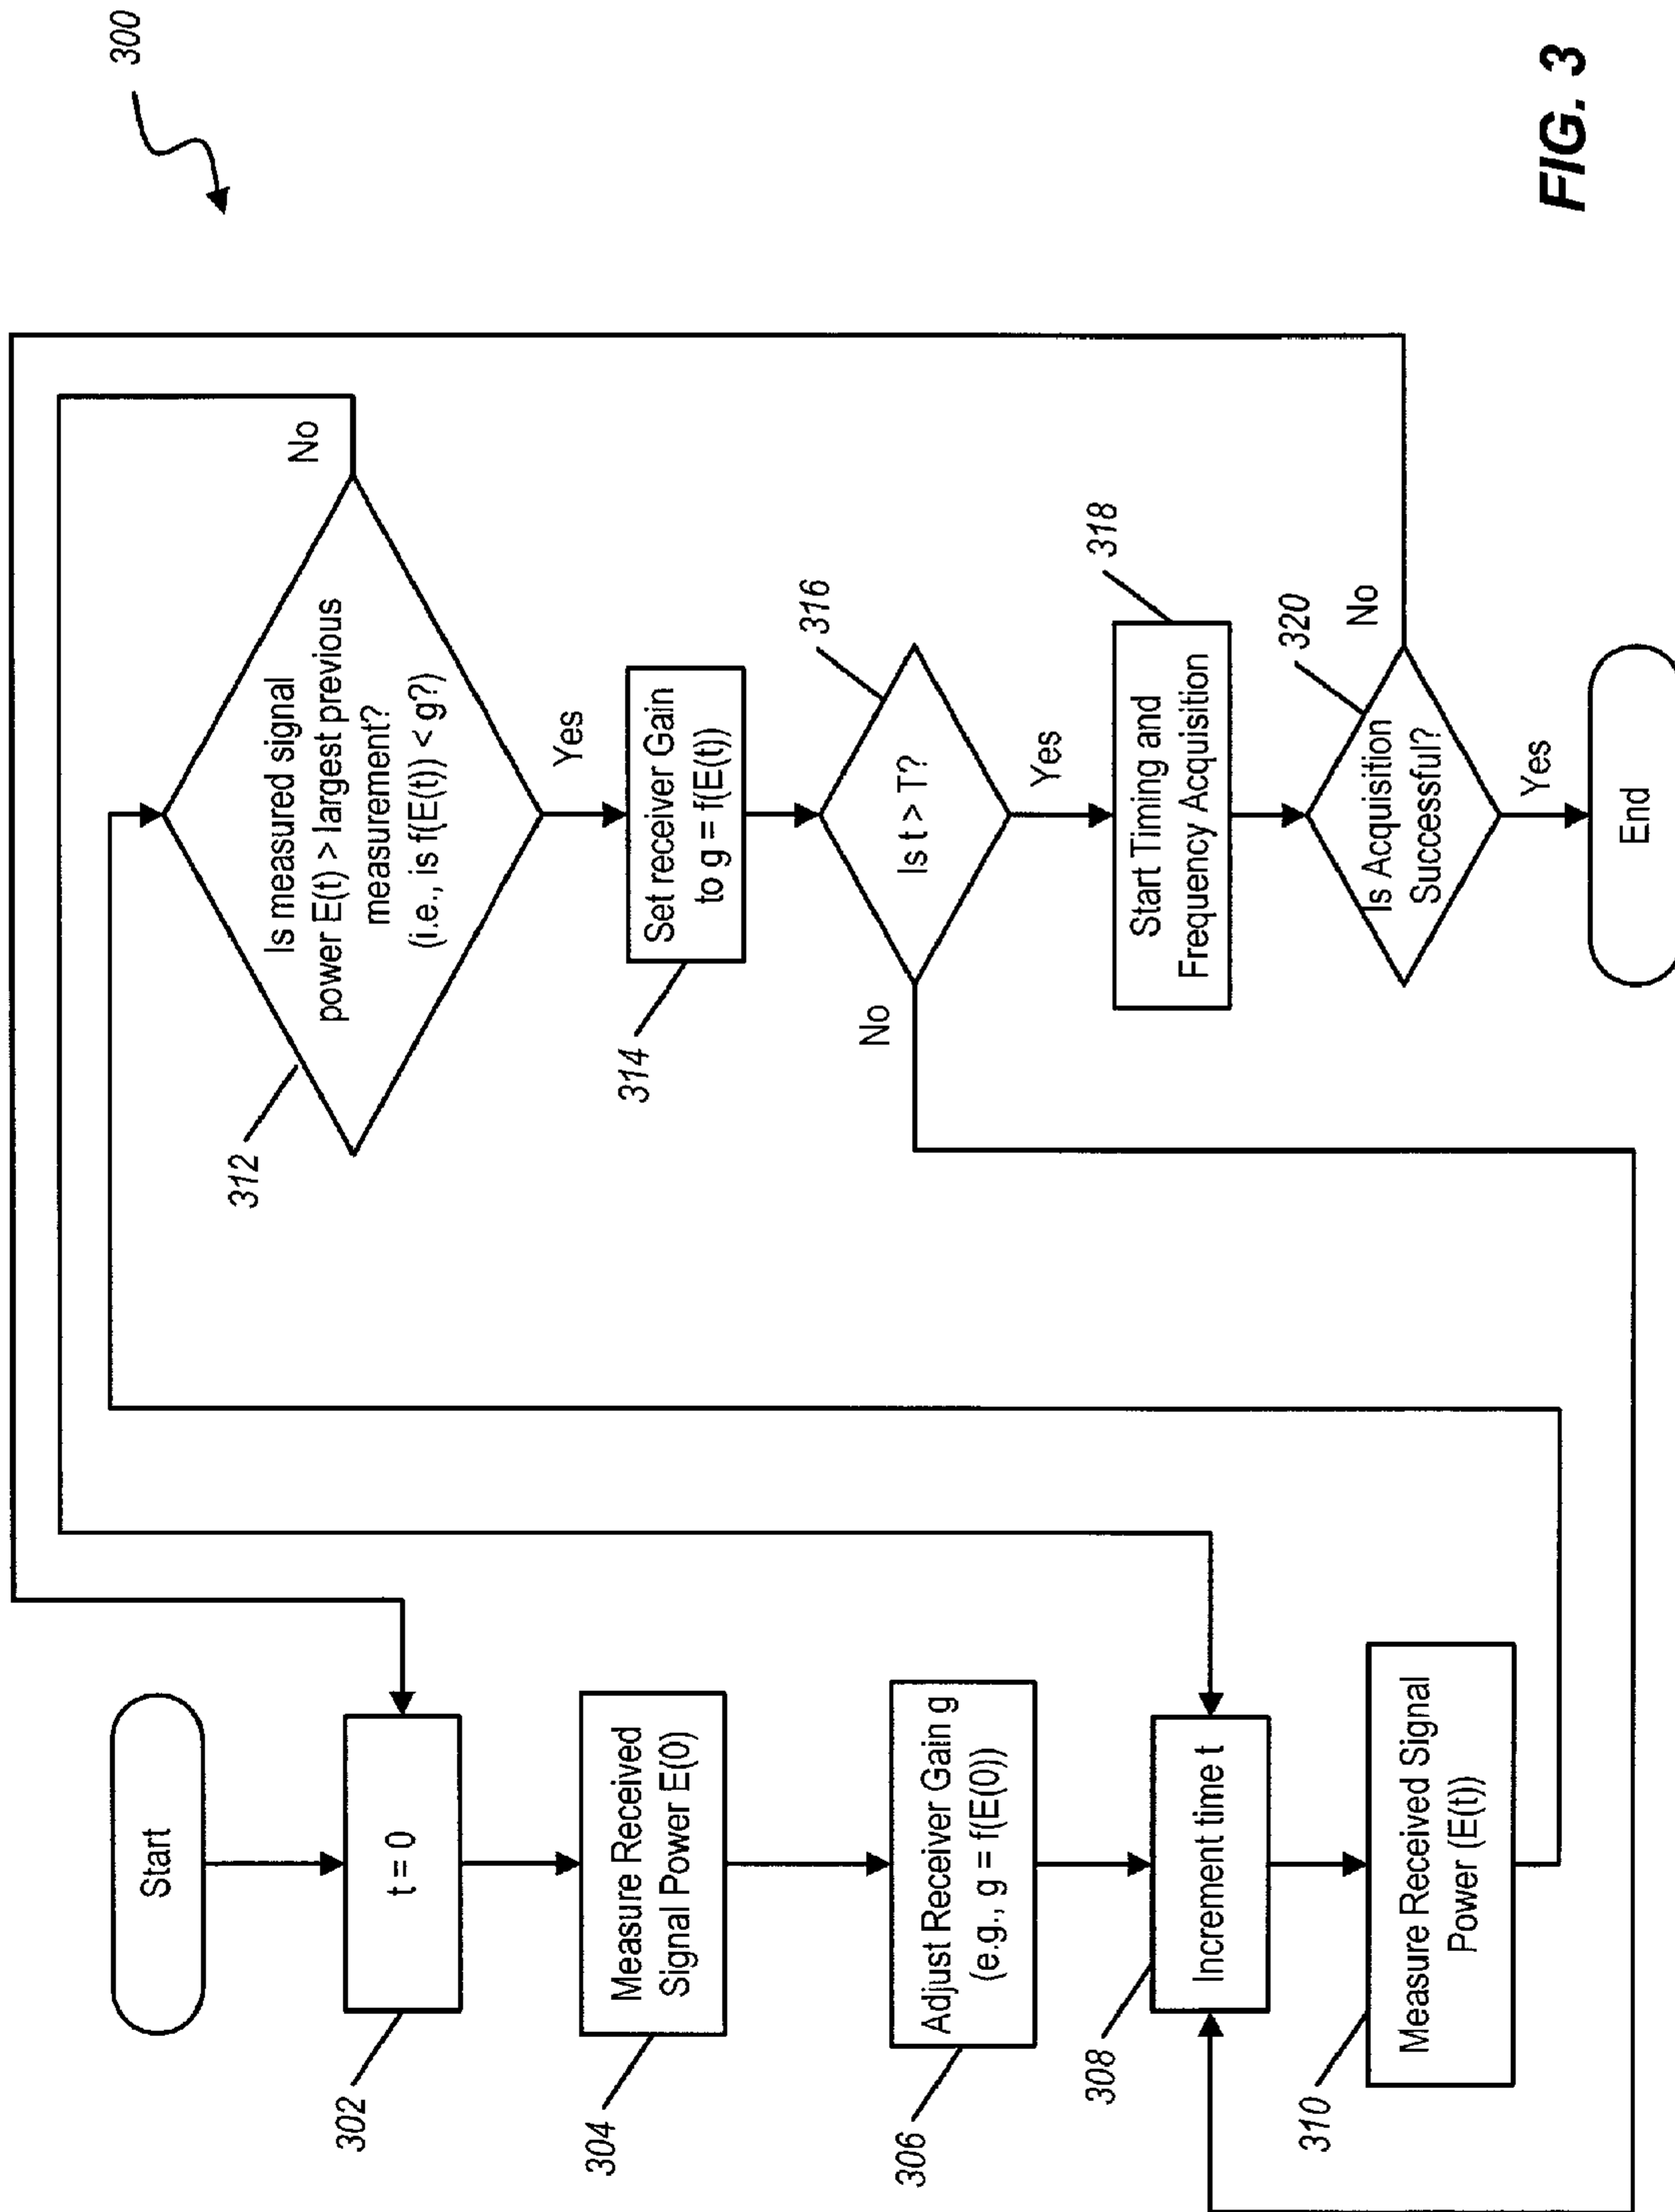 300
Start
302
t = 0
304
Measure Received
Signal Power E(0)
306
Adjust Receiver Gain g
(e.g., g = f(E(0))
308
Increment time t
310
Measure Received Signal
Power (E(t))
312
Is measured signal
power E(t) > largest previous
measurement?
(i.e., is f(E(t)) < g?)
No
Yes
314
Set receiver Gain
to g = f(E(t))
316
Is t > T?
No
Yes
318
Start Timing and
Frequency Acquisition
320
Is Acquisition
Successful?
No
Yes
End
FIG. 3